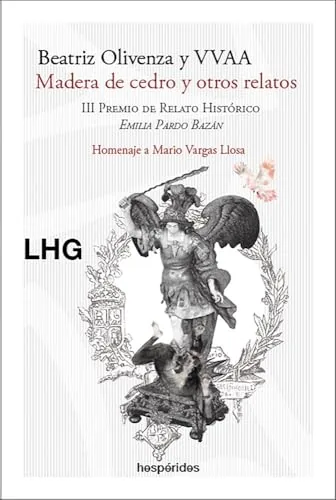 Beatriz Olivenza y VVAA
Madera de cedro y otros relatos
III Premio de Relato Histórico
Emilia Pardo Bazán
Homenaje a Mario Vargas Llosa
LHG
hespérides